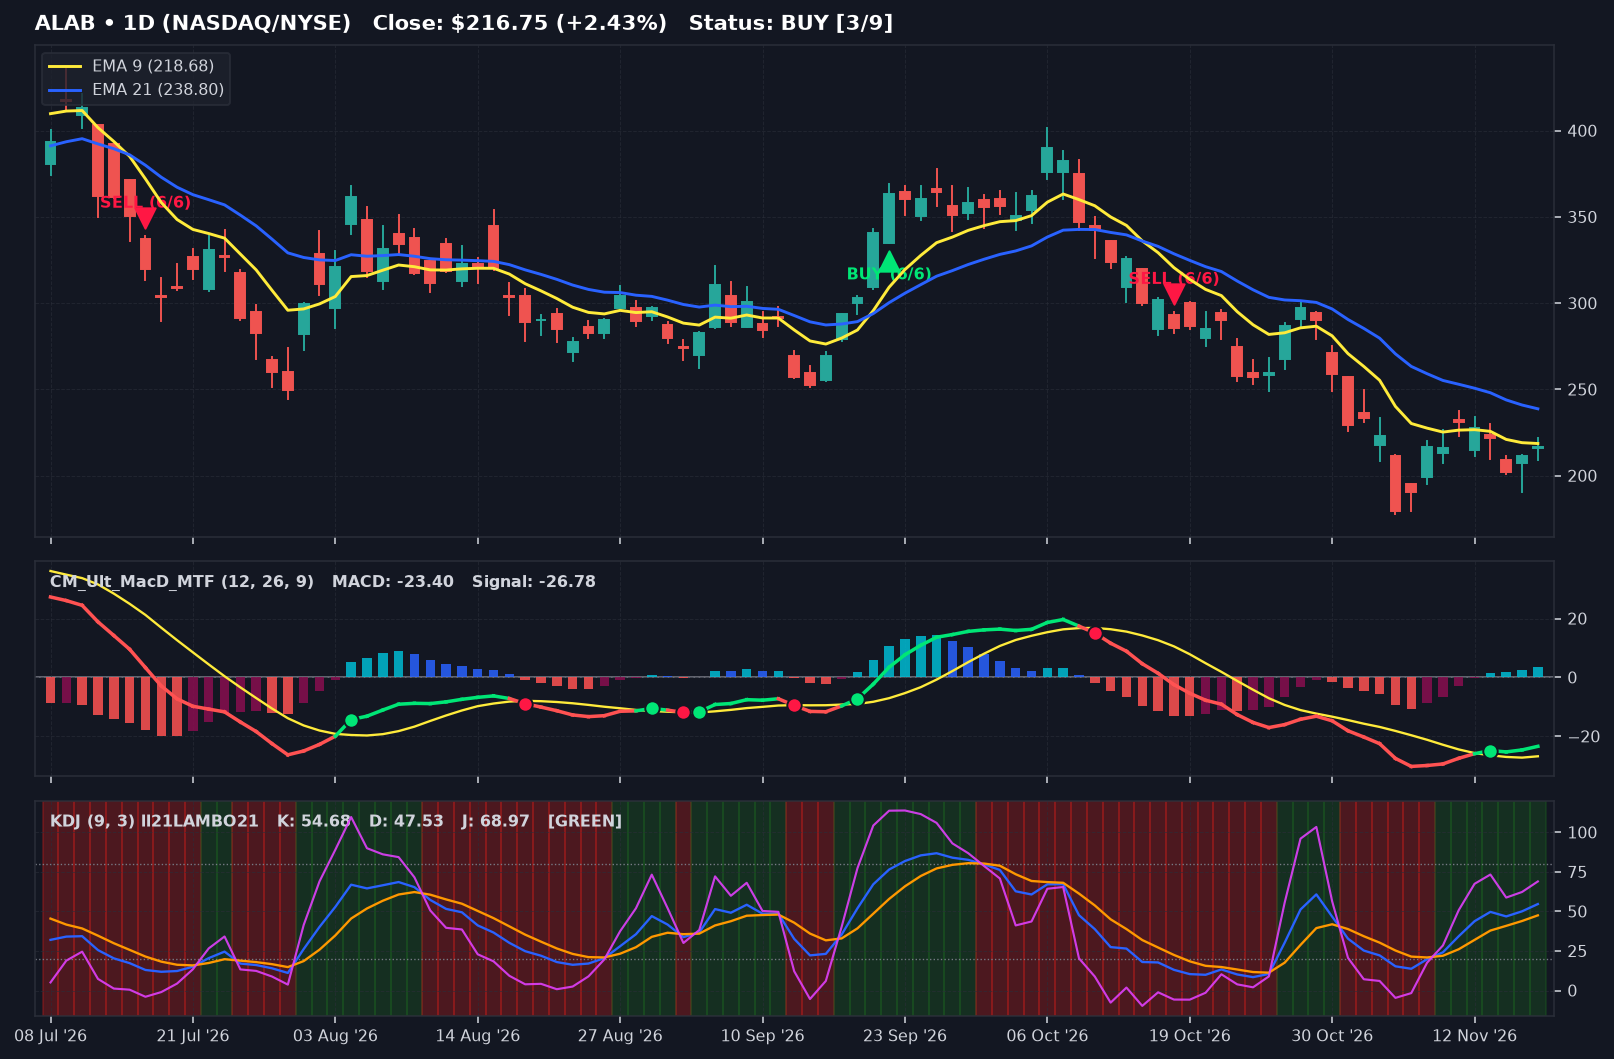 ALAB • 1D (NASDAQ/NYSE)   Close: $216.75 (+2.43%)   Status: BUY [3/9]
EMA 9 (218.68)
EMA 21 (238.80)
400
350
300
250
200
SELL (6/6)
BUY (6/6)
SELL (6/6)
CM_Ult_MacD_MTF (12, 26, 9)   MACD: -23.40   Signal: -26.78
20
0
−20
KDJ (9, 3) II21LAMBO21   K: 54.68   D: 47.53   J: 68.97   [GREEN]
100
75
50
25
0
08 Jul '26
21 Jul '26
03 Aug '26
14 Aug '26
27 Aug '26
10 Sep '26
23 Sep '26
06 Oct '26
19 Oct '26
30 Oct '26
12 Nov '26